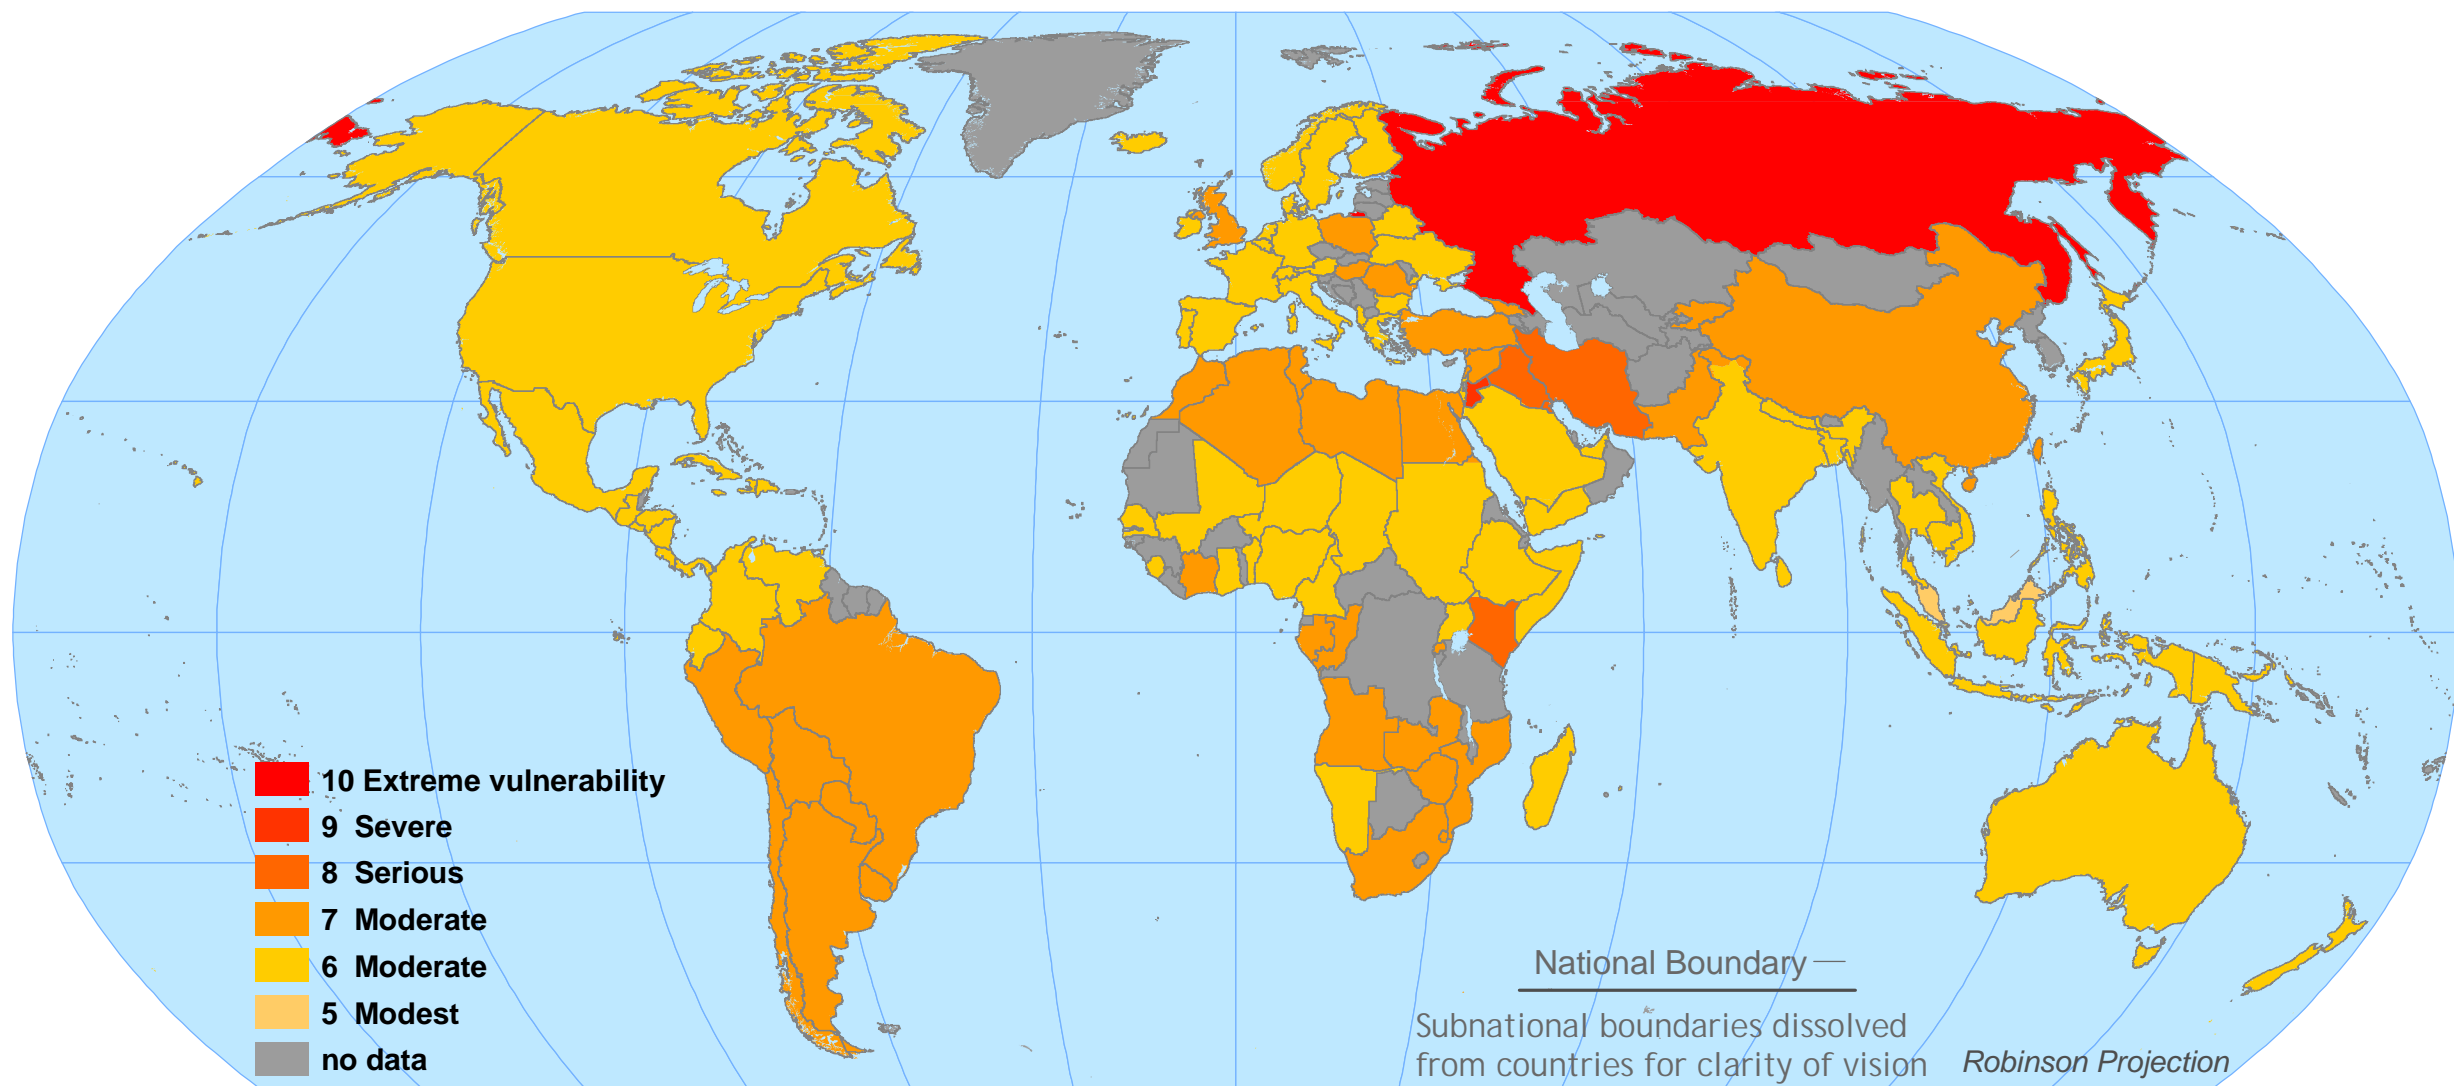 10 Extreme vulnerability
9 Severe
8 Serious
7 Moderate
6 Moderate
5 Modest
no data
National Boundary
Subnational boundaries dissolved
from countries for clarity of vision
Robinson Projection